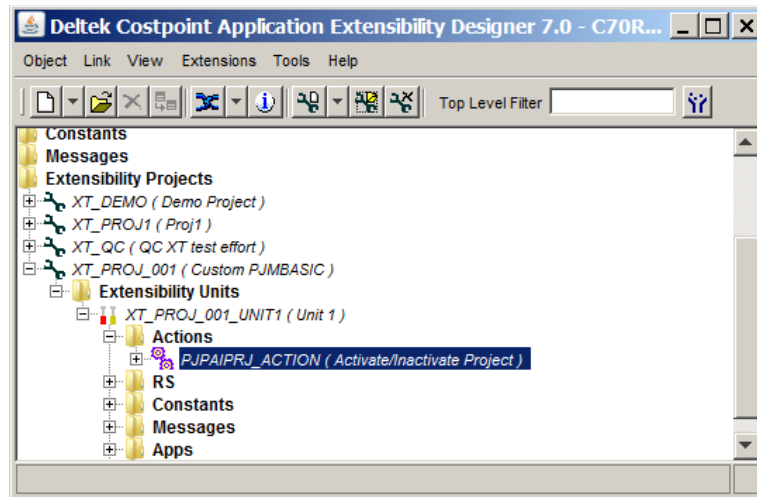 Deltek Costpoint Application Extensibility Designer 7.0 - C70R...
Object Link View Extensions Tools Help
Top Level Filter
Constants
Messages
Extensibility Projects
XT_DEMO ( Demo Project )
XT_PROJ1 ( Proj1 )
XT_QC ( QC XT test effort )
XT_PROJ_001 ( Custom PJMBASIC )
Extensibility Units
XT_PROJ_001_UNIT1 ( Unit 1 )
Actions
PJPAIPRJ_ACTION ( Activate/Inactivate Project )
RS
Constants
Messages
Apps